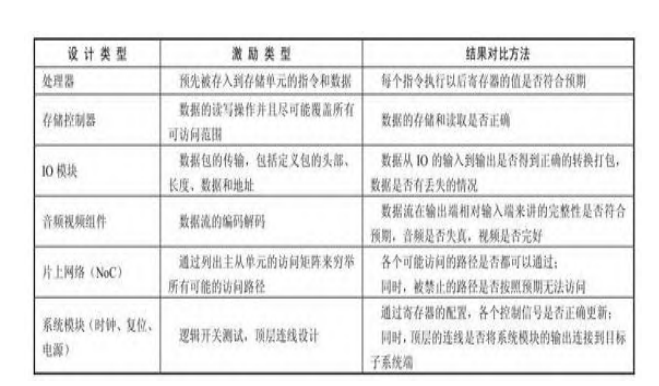 设计类型 激励类型 结果对比方法
处理器 预先被存入到存储单元的指令和数据 每个指令执行以后寄存器的值是否符合预期
存储控制器 数据的读写操作并且尽可能覆盖所有
可访问范围 数据的存储和读取是否正确
IO 模块 数据包的传输，包括定义包的头部、
长度、数据和地址 数据从 IO 的输入到输出是否得到正确的转换打包，
数据是否有丢失的情况
音频视频组件 数据流的编码解码 数据流在输出端相对输入端来讲的完整性是否符合
预期，音频是否失真，视频是否完好
片上网络（NoC） 通过列出主从单元的访问矩阵来穷举
所有可能的访问路径 各个可能访问的路径是否都可以通过；
同时，被禁止的路径是否按照预期无法访问
系统模块（时钟、复位、
电源） 逻辑开关测试，顶层连线设计 通过寄存器的配置，各个控制信号是否正确更新；
同时，顶层的连线是否将系统模块的输出连接到目标
子系统端